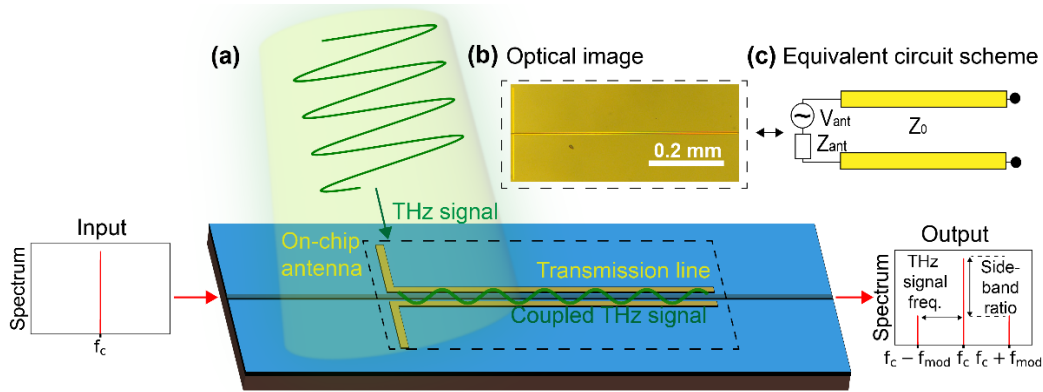 (a)
(b) Optical image
0.2 mm
(c) Equivalent circuit scheme
V_ant
Z_ant
Z_0
THz signal
On-chip
antenna
Transmission line
Coupled THz signal
Input
Spectrum
f_c
Output
Spectrum
THz
signal
freq.
Side-
band
ratio
f_c − f_mod f_c f_c + f_mod